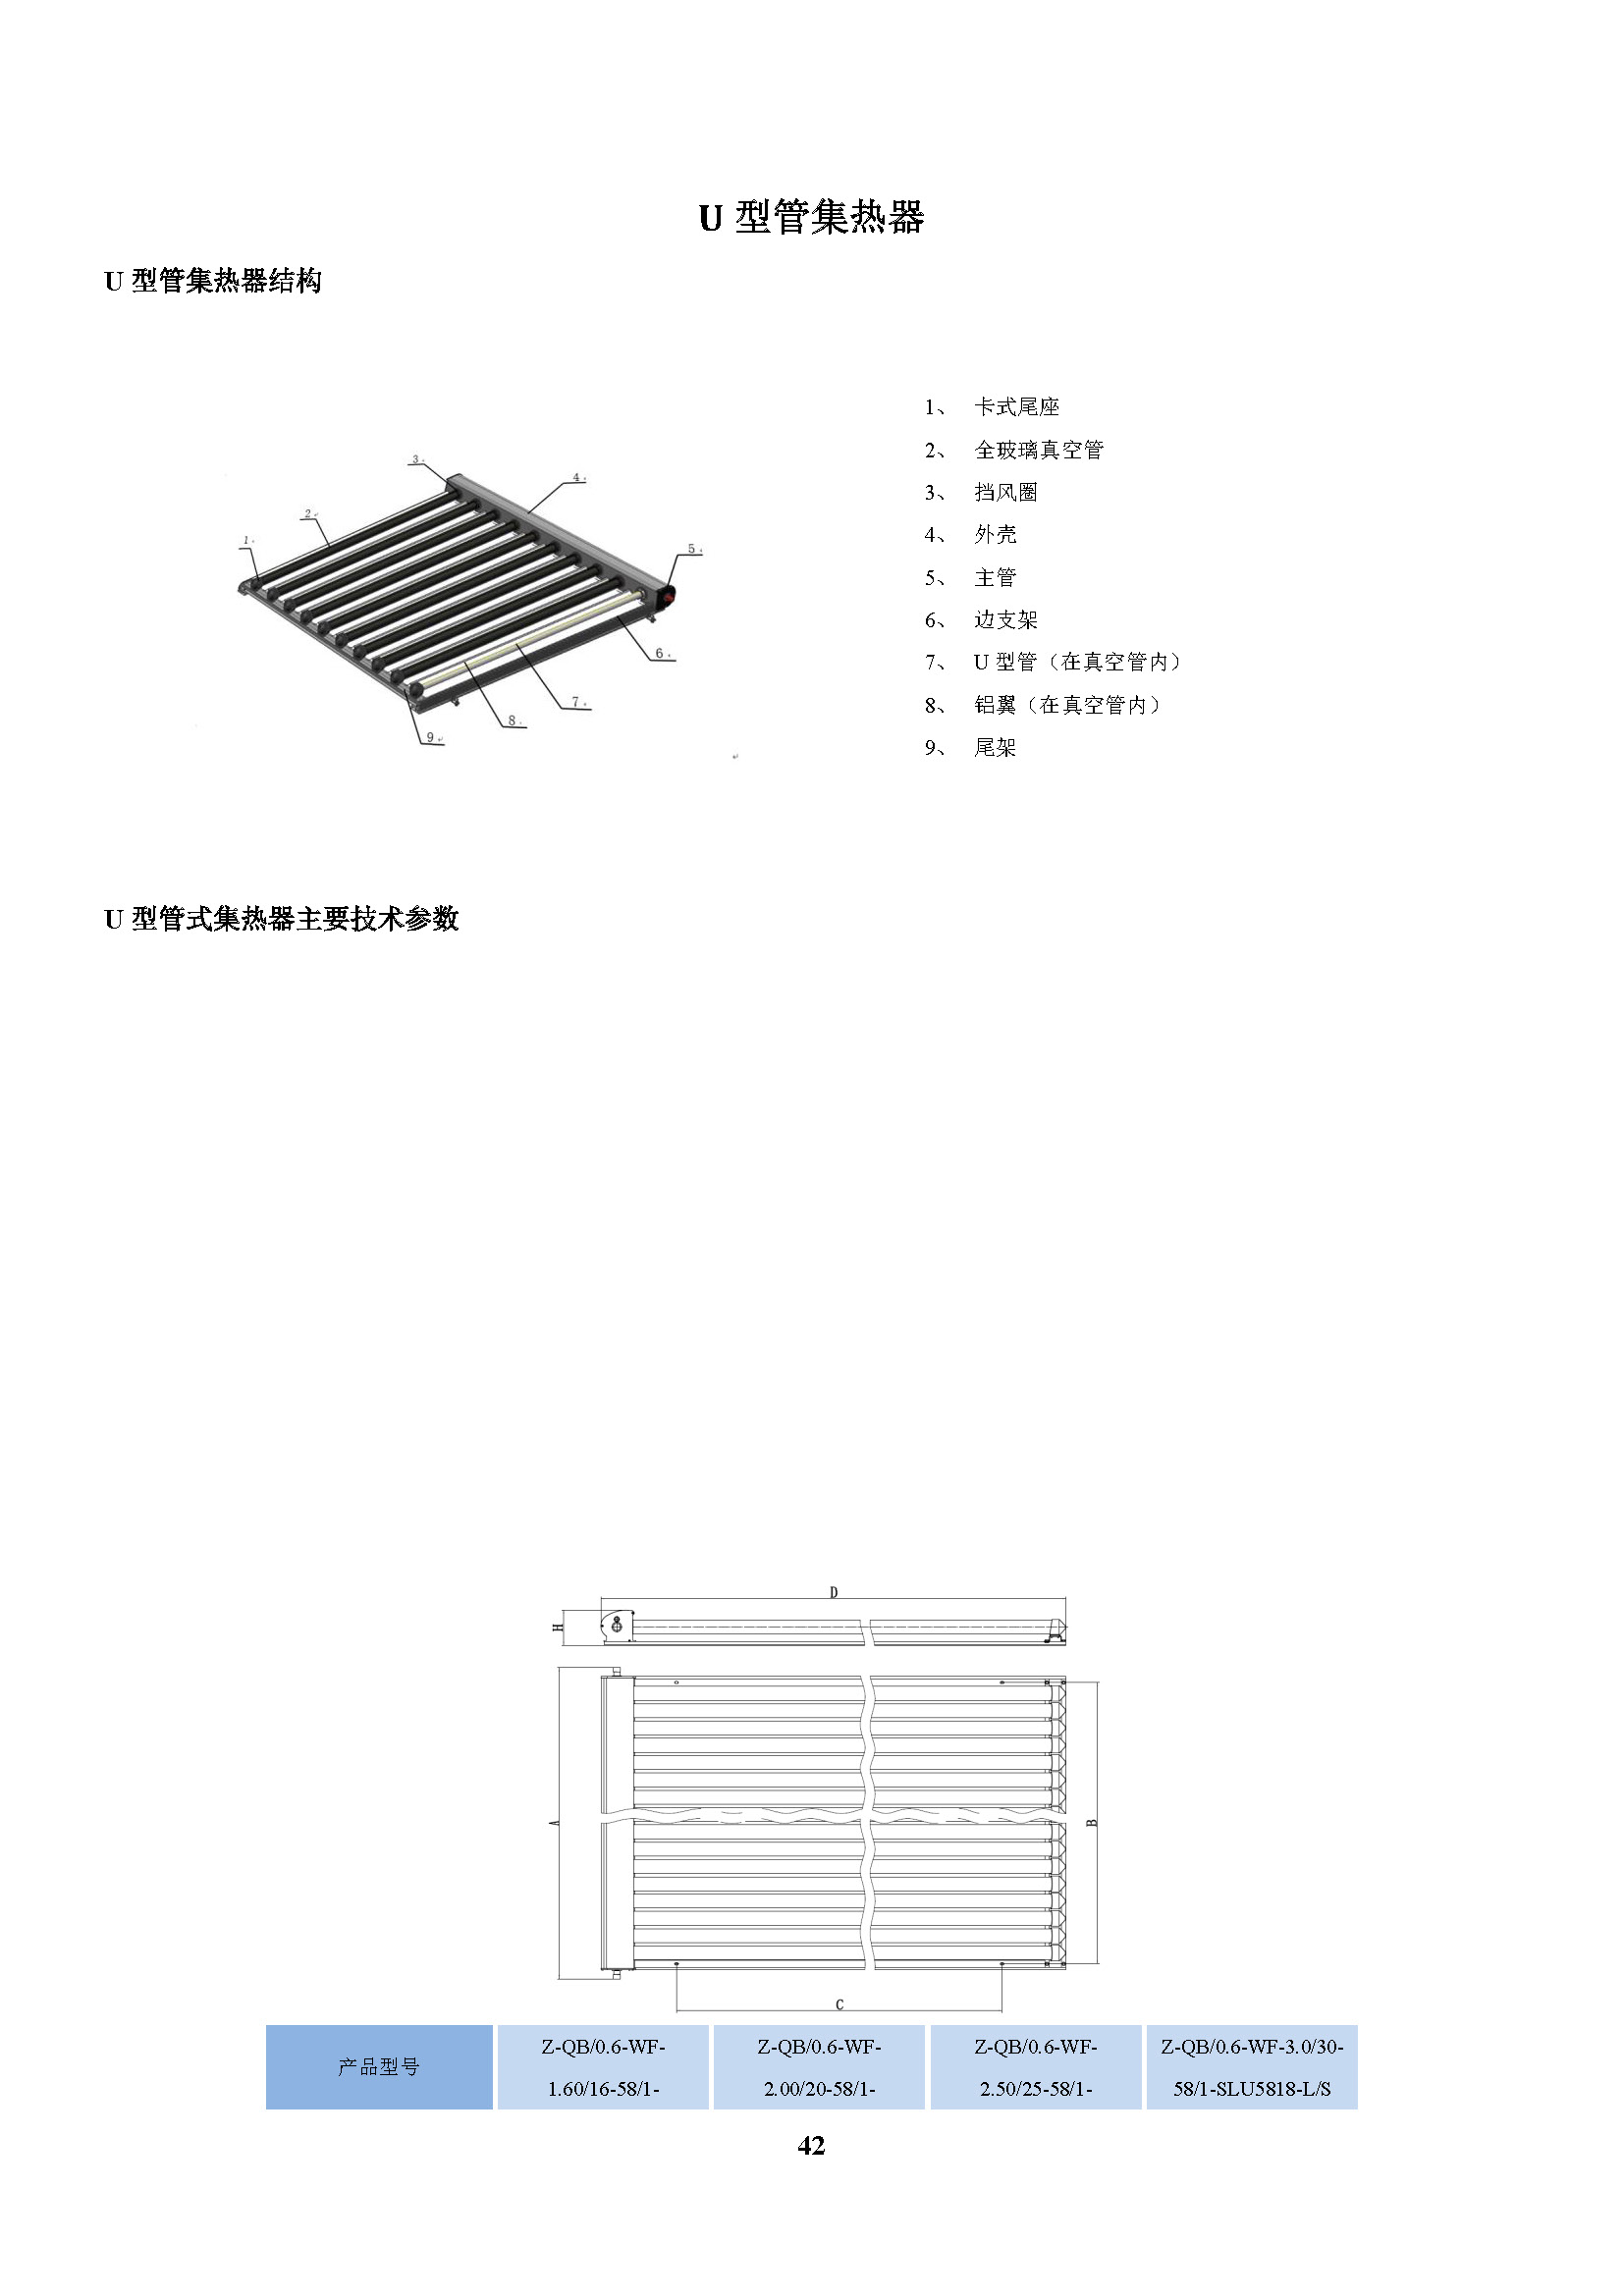 U 型管集热器
U 型管集热器结构
1、 卡式尾座
2、 全玻璃真空管
3、 挡风圈
4、 外壳
5、 主管
6、 边支架
7、 U 型管（在真空管内）
8、 铝翼（在真空管内）
9、 尾架
3
4
2
1
5
6
7
8
9
U 型管式集热器主要技术参数
D
H
A
B
C
产品型号
Z-QB/0.6-WF-
1.60/16-58/1-
Z-QB/0.6-WF-
2.00/20-58/1-
Z-QB/0.6-WF-
2.50/25-58/1-
Z-QB/0.6-WF-3.0/30-
58/1-SLU5818-L/S
42